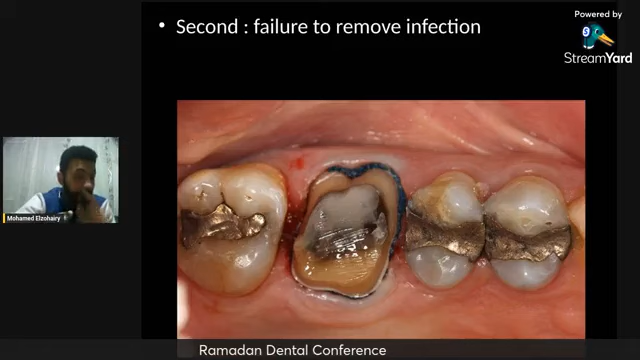 • Second : failure to remove infection
Powered by
StreamYard
Mohamed Elzohairy
Ramadan Dental Conference